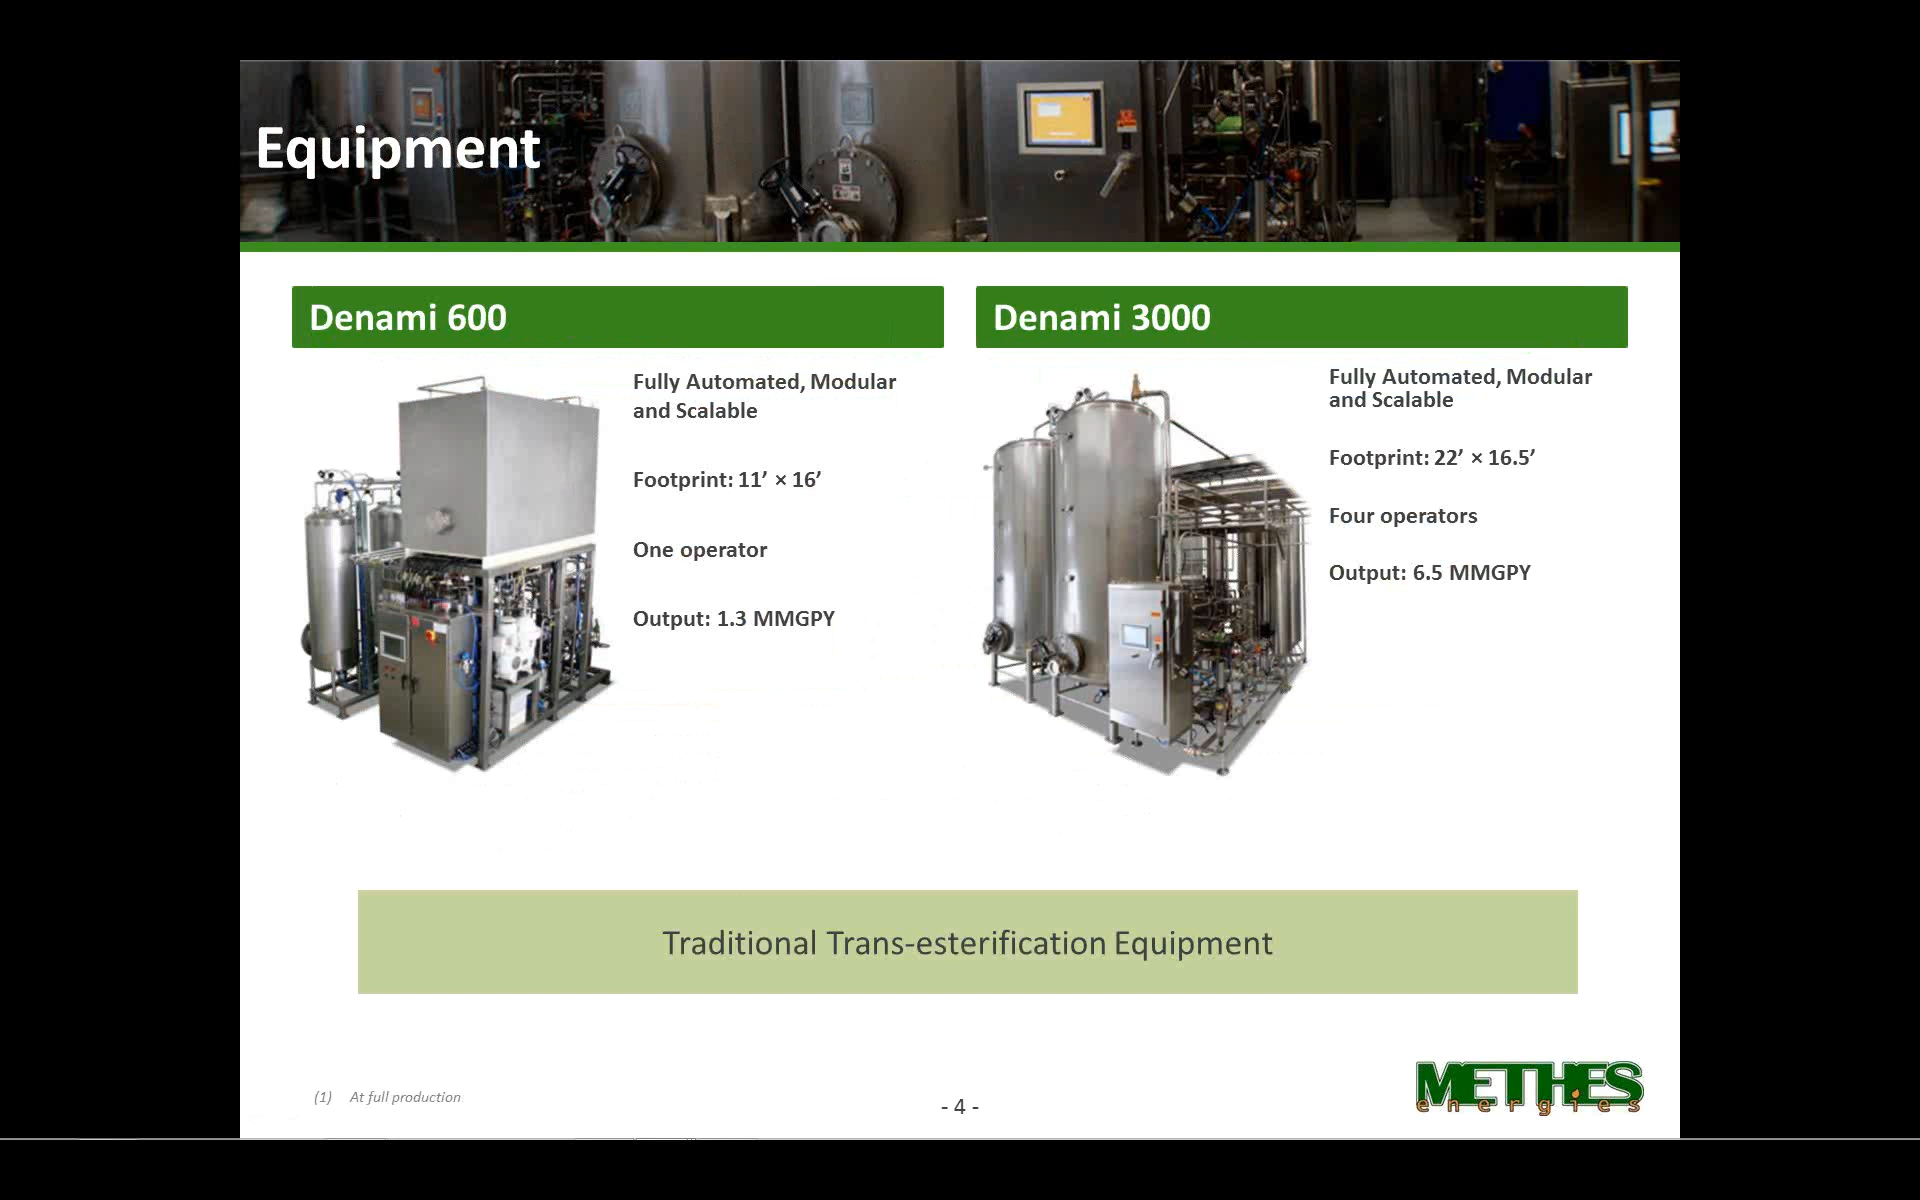 Equipment
Denami 600
Fully Automated, Modular
and Scalable
Footprint: 11’ × 16’
One operator
Output: 1.3 MMGPY
Denami 3000
Fully Automated, Modular
and Scalable
Footprint: 22’ × 16.5’
Four operators
Output: 6.5 MMGPY
Traditional Trans-esterification Equipment
(1) At full production
- 4 -
METHES
energies